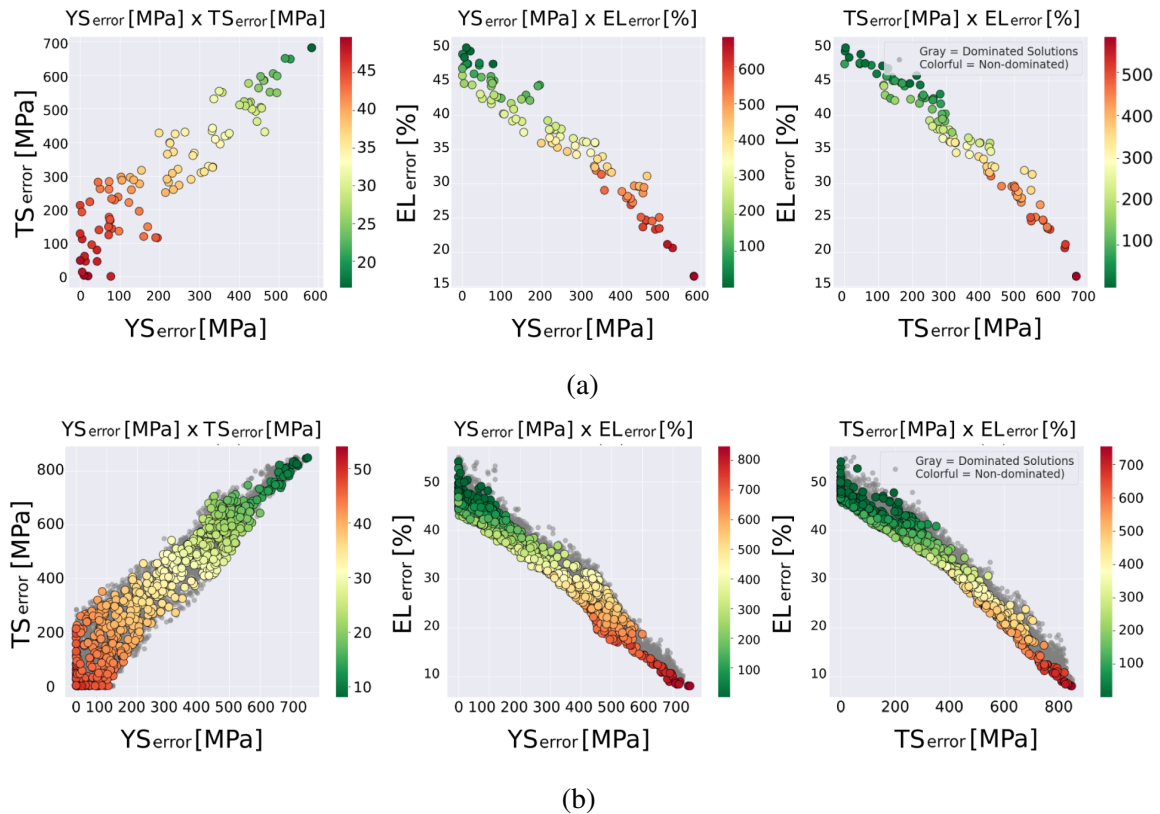 YSerror [MPa] x TSerror [MPa]
YSerror [MPa] x ELerror [%]
TSerror [MPa] x ELerror [%]
TSerror [MPa]
700
600
500
400
300
200
100
0
0 100 200 300 400 500 600
YSerror [MPa]
45
40
35
30
25
20
ELerror [%]
50
45
40
35
30
25
20
15
0 100 200 300 400 500 600
YSerror [MPa]
600
500
400
300
200
100
ELerror [%]
50
45
40
35
30
25
20
15
Gray = Dominated Solutions
Colorful = Non-dominated)
0 100 200 300 400 500 600 700
TSerror [MPa]
500
400
300
200
100
(a)
YSerror [MPa] x TSerror [MPa]
YSerror [MPa] x ELerror [%]
TSerror [MPa] x ELerror [%]
TSerror [MPa]
800
600
400
200
0
0 100 200 300 400 500 600 700
YSerror [MPa]
50
40
30
20
10
ELerror [%]
50
40
30
20
10
0 100 200 300 400 500 600 700
YSerror [MPa]
800
700
600
500
400
300
200
100
ELerror [%]
50
40
30
20
10
Gray = Dominated Solutions
Colorful = Non-dominated)
0 200 400 600 800
TSerror [MPa]
700
600
500
400
300
200
100
(b)